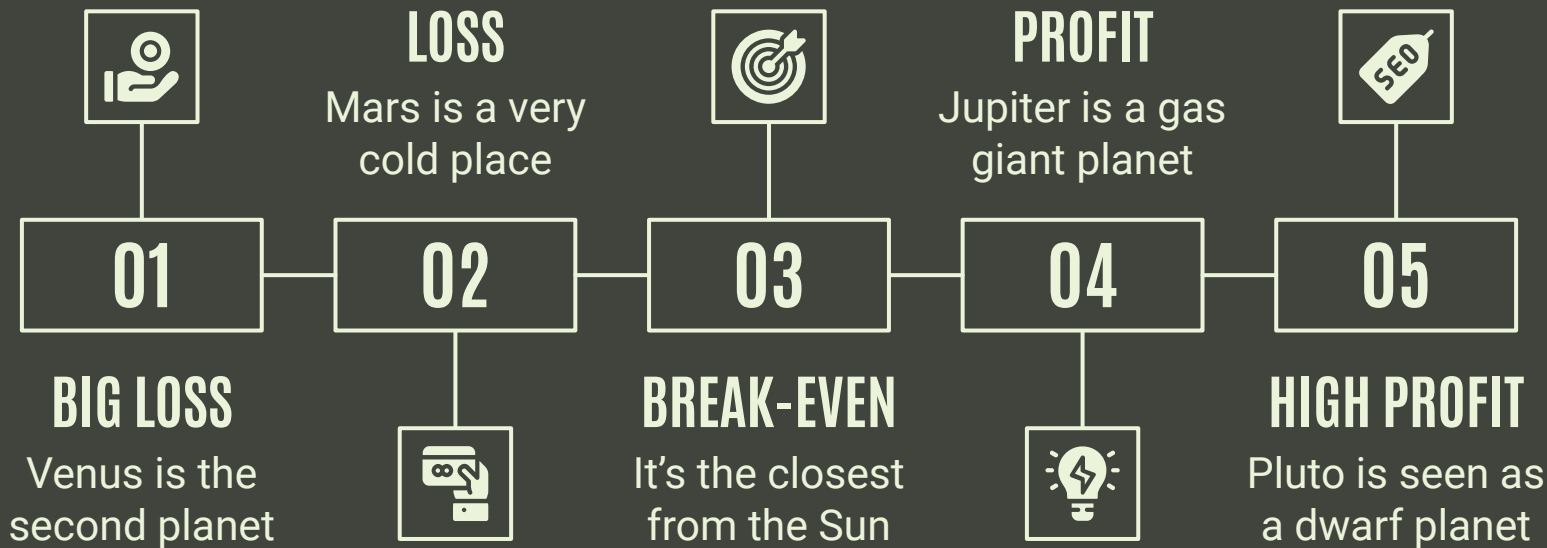 LOSS
Mars is a very
cold place
PROFIT
Jupiter is a gas
giant planet
SEO
01
02
03
04
05
BIG LOSS
Venus is the
second planet
BREAK-EVEN
It’s the closest
from the Sun
HIGH PROFIT
Pluto is seen as
a dwarf planet